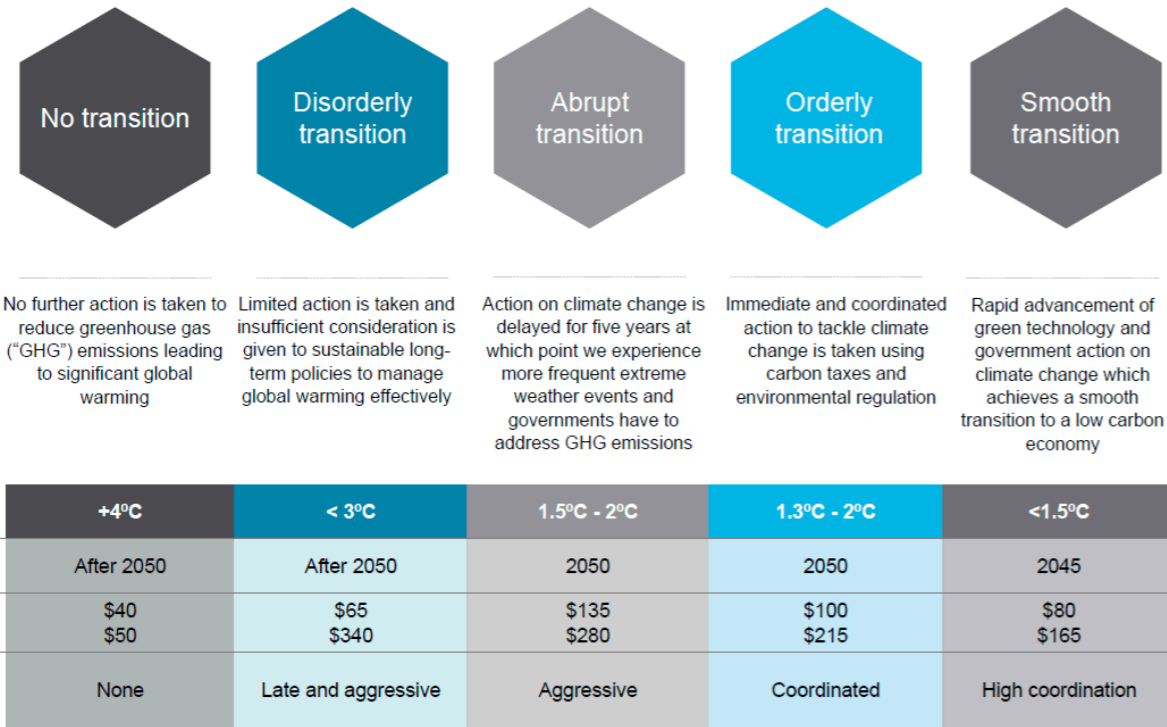 No transition
Disorderly
transition
Abrupt
transition
Orderly
transition
Smooth
transition
No further action is taken to
reduce greenhouse gas
(“GHG”) emissions leading
to significant global
warming
Limited action is taken and
insufficient consideration is
given to sustainable long-
term policies to manage
global warming effectively
Action on climate change is
delayed for five years at
which point we experience
more frequent extreme
weather events and
governments have to
address GHG emissions
Immediate and coordinated
action to tackle climate
change is taken using
carbon taxes and
environmental regulation
Rapid advancement of
green technology and
government action on
climate change which
achieves a smooth
transition to a low carbon
economy
+4ºC < 3ºC 1.5ºC - 2ºC 1.3ºC - 2ºC <1.5ºC
After 2050 After 2050 2050 2050 2045
$40 $65 $135 $100 $80
$50 $340 $280 $215 $165
None Late and aggressive Aggressive Coordinated High coordination